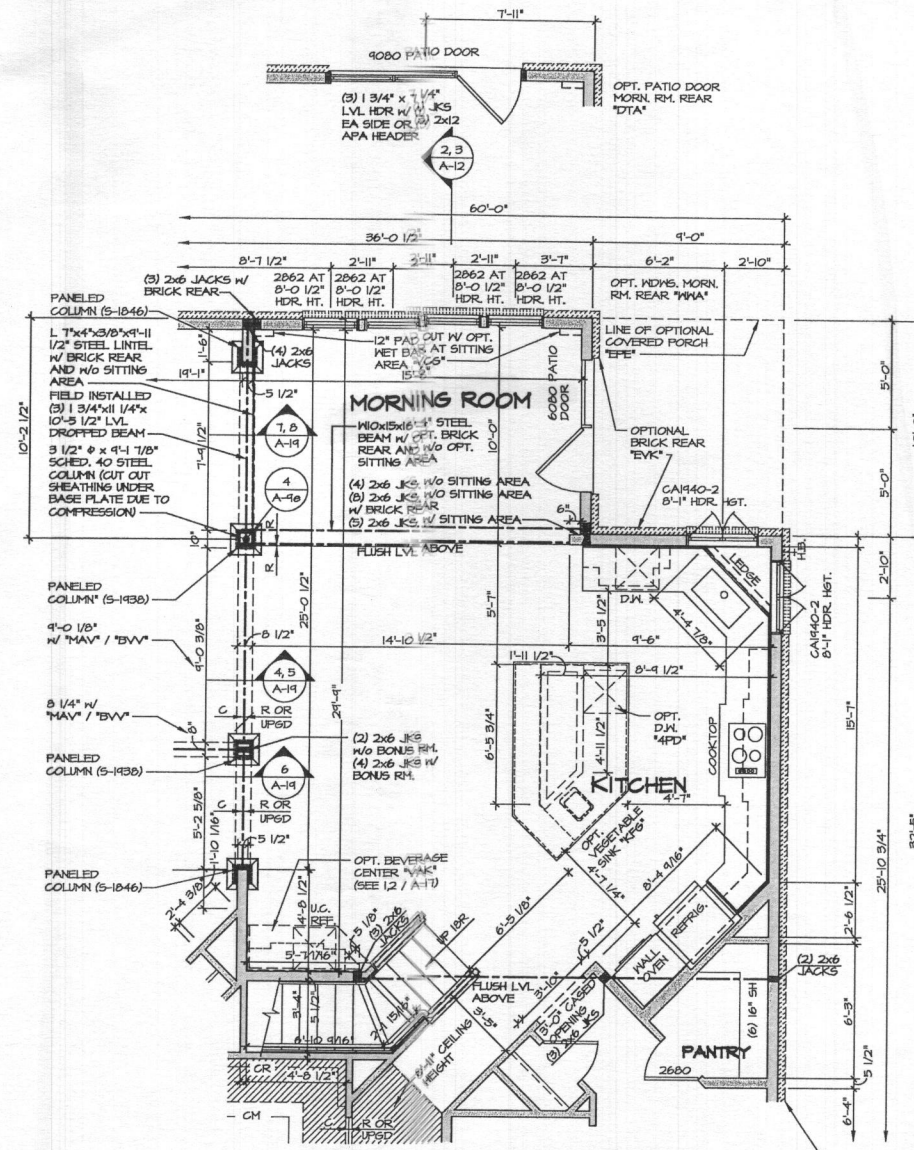 7'-11"
9080 PATIO DOOR
OPT. PATIO DOOR
MORN. RM. REAR
"DTA"
(3) 1 3/4" x 7 1/4"
LVL HDR W/ JKS
EA SIDE OR (3) 2x12
APA HEADER
2, 3
A-12
60'-0"
36'-0 1/2"
9'-0"
8'-7 1/2"
2'-11"
2'-11"
2'-11"
3'-7"
6'-2"
2'-10"
(3) 2x6 JACKS W/
BRICK REAR
2862 AT
8'-0 1/2"
HDR. HT.
2862 AT
8'-0 1/2"
HDR. HT.
2862 AT
8'-0 1/2"
HDR. HT.
2862 AT
8'-0 1/2"
HDR. HT.
OPT. WDWS. MORN.
RM. REAR "WWA"
PANELED
COLUMN (S-1846)
L 7"x4"x3/8"x9'-11
1/2" STEEL LINTEL
W/ BRICK REAR
AND W/o SITTING
AREA
FIELD INSTALLED
(3) 1 3/4"x11 1/4"x
10'-5 1/2" LVL
DROPPED BEAM
3 1/2" Φ x 9'-1 7/8"
SCHED. 40 STEEL
COLUMN (CUT OUT
SHEATHING UNDER
BASE PLATE DUE TO
COMPRESSION)
PANELED
COLUMN" (S-1938)
9'-0 1/8"
W/ "MAV" / "BVV"
8 1/4" W/
"MAV" / "BVV"
PANELED
COLUMN (S-1938)
PANELED
COLUMN (S-1846)
10'-2 1/2"
1'-6"
(4) 2x6
JACKS
12" PAD OUT W/ OPT.
WET BAR AT SITTING
AREA
19'-1"
5 1/2"
7'-9 1/2"
7, 8
A-19
4
A-9a
MORNING ROOM
W10x15x16'-4" STEEL
BEAM W/ OPT. BRICK
REAR AND W/o OPT.
SITTING AREA
10'-0"
(4) 2x6 JKS. W/o SITTING AREA
(8) 2x6 JKS W/o SITTING AREA
W/ BRICK REAR
(5) 2x6 JKS. W/ SITTING AREA
6080 PATIO
DOOR
LINE OF OPTIONAL
COVERED PORCH
"EPE"
OPTIONAL
BRICK REAR
"EVK"
CA1940-2
8'-1" HDR. HGT.
5'-0"
5'-0"
6"
10"
R
R
FLUSH LVL ABOVE
D.W.
LEDGE
H.B.
2'-10"
CA1940-2
8'-1" HDR. HGT.
4'-4 7/8"
5'-7"
3'-5 1/2"
25'-0 1/2"
9'-0 3/8"
8 1/2"
14'-10 1/2"
9'-6"
1'-11 1/2"
8'-9 1/2"
4, 5
A-19
C
R OR
UPGD
29'-9"
8"
6'-5 3/4"
4'-11 1/2"
OPT.
D.W.
"4PD"
COOKTOP
15'-7"
(2) 2x6 JKS
W/o BONUS RM.
(4) 2x6 JKS W/
BONUS RM.
6
A-19
KITCHEN
4'-7"
5'-2 5/8"
1'-10 1/16"
C
R OR
UPGD
5 1/2"
OPT.
VEGETABLE
SINK "KFG"
4'-7 1/4"
8'-4 9/16"
25'-10 3/4"
OPT. BEVERAGE
CENTER "VAK"
(SEE 1,2 / A-17)
2'-4 3/8"
4'-8 1/2"
U.C.
REF.
5 1/8"
(3) 2x6
JACKS
UP 18R
6'-5 1/8"
5 1/2"
WALL
OVEN
REFRIG.
2'-6 1/2"
(2) 2x6
JACKS
3'-4"
5 1/2"
2'-1 15/16"
FLUSH LVL
ABOVE
3'-10"
3'-0" CASED
OPENING
(3) 2x6 JKS
3'-5"
8'-11" CEILING
HEIGHT
(6) 16" SH
6'-3"
PANTRY
2680
5 1/2"
6'-4"
CR
4'-8 1/2"
CM
C
R OR
UPGD